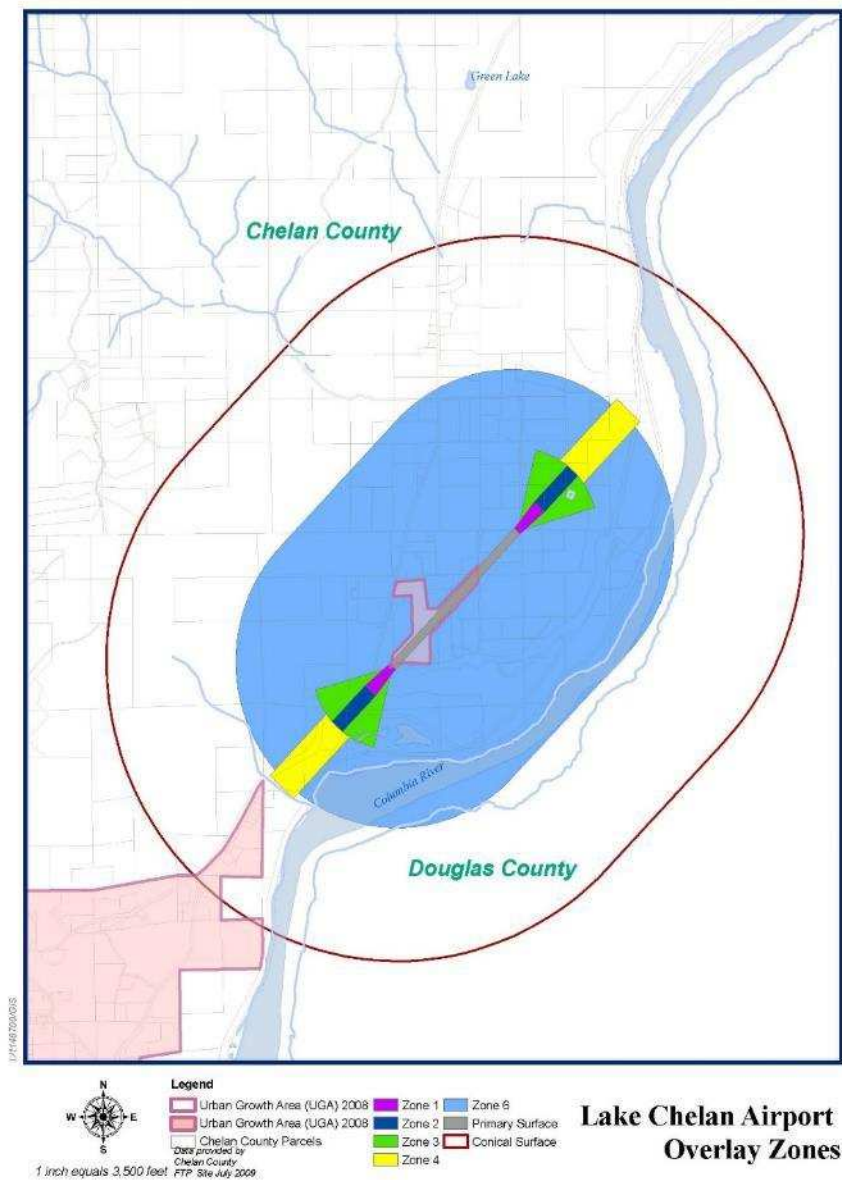 Green Lake
Chelan County
Columbia River
Douglas County
N
W
E
S
1 inch equals 3,500 feet
Legend
Urban Growth Area (UGA) 2008
Urban Growth Area (UGA) 2008
Chelan County Parcels
Data provided by
Chelan County
FTP Site July 2009
Zone 1
Zone 2
Zone 3
Zone 4
Zone 6
Primary Surface
Conical Surface
Lake Chelan Airport
Overlay Zones